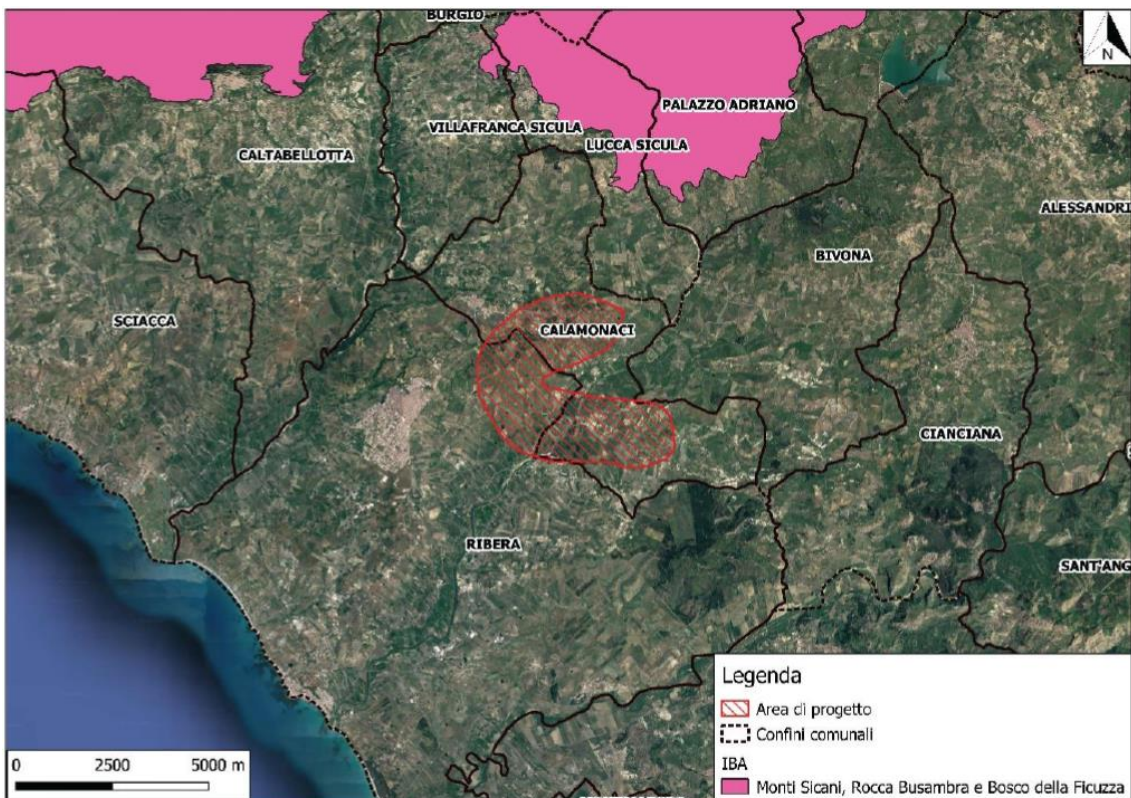 BURGIO
N
PALAZZO ADRIANO
VILLAFRANCA SICULA
LUCCA SICULA
CALTABELLOTTA
ALESSANDRI
BIVONA
SCIACCA
CALAMONACI
CIANCIANA
RIBERA
SANT'ANG
Legenda
Area di progetto
Confini comunali
IBA
Monti Sicani, Rocca Busambra e Bosco della Ficuzza
0 2500 5000 m